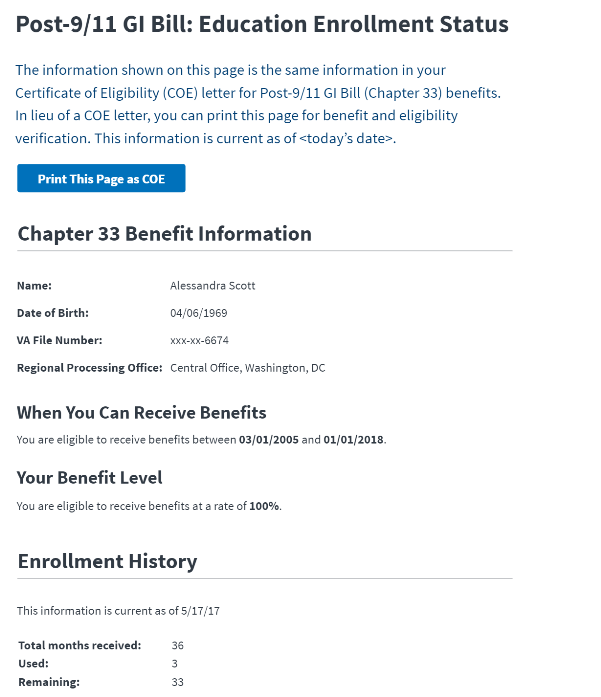 Post-9/11 GI Bill: Education Enrollment Status
The information shown on this page is the same information in your
Certificate of Eligibility (COE) letter for Post-9/11 GI Bill (Chapter 33) benefits.
In lieu of a COE letter, you can print this page for benefit and eligibility
verification. This information is current as of <today's date>.
Print This Page as COE
Chapter 33 Benefit Information
Name: Alessandra Scott
Date of Birth: 04/06/1969
VA File Number: xxx-xx-6674
Regional Processing Office: Central Office, Washington, DC
When You Can Receive Benefits
You are eligible to receive benefits between 03/01/2005 and 01/01/2018.
Your Benefit Level
You are eligible to receive benefits at a rate of 100%.
Enrollment History
This information is current as of 5/17/17
Total months received: 36
Used: 3
Remaining: 33